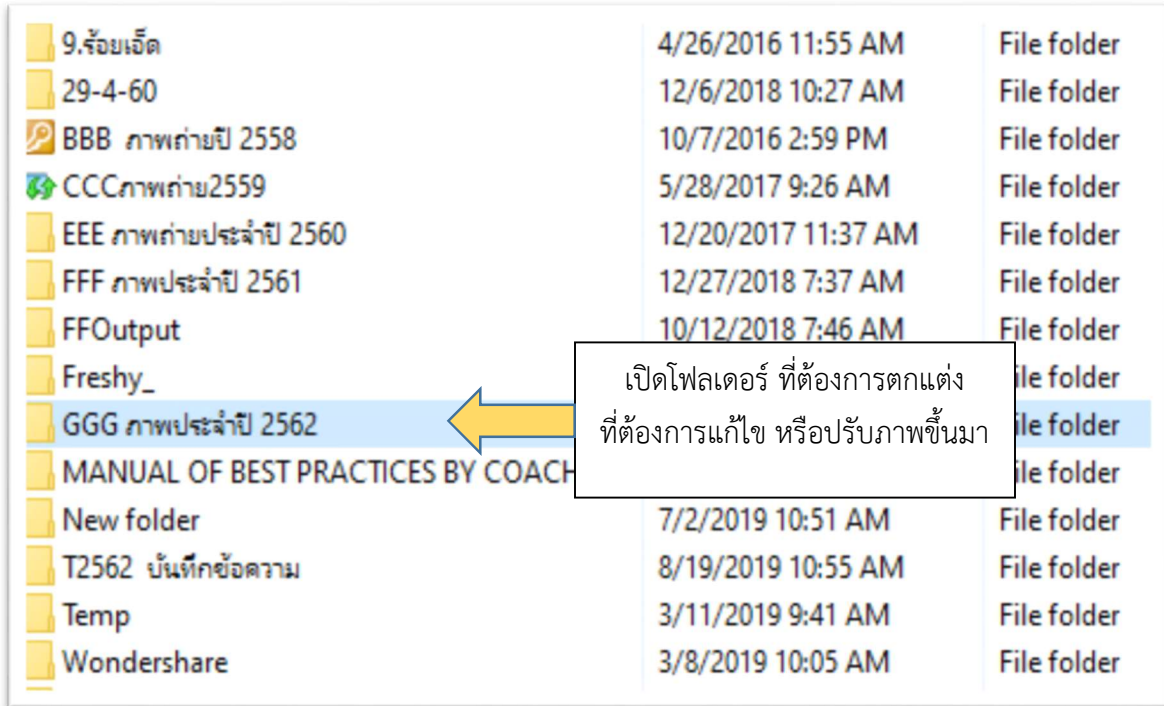 9.ร้อยเอ็ด 4/26/2016 11:55 AM File folder
29-4-60 12/6/2018 10:27 AM File folder
BBB ภาพถ่ายปี 2558 10/7/2016 2:59 PM File folder
CCCภาพถ่าย2559 5/28/2017 9:26 AM File folder
EEE ภาพถ่ายประจำปี 2560 12/20/2017 11:37 AM File folder
FFF ภาพประจำปี 2561 12/27/2018 7:37 AM File folder
FFOutput 10/12/2018 7:46 AM File folder
Freshy_ ile folder
GGG ภาพประจำปี 2562 ile folder
เปิดโฟลเดอร์ ที่ต้องการตกแต่ง
ที่ต้องการแก้ไข หรือปรับภาพขึ้นมา
MANUAL OF BEST PRACTICES BY COACH ile folder
New folder 7/2/2019 10:51 AM File folder
T2562 บันทึกข้อความ 8/19/2019 10:55 AM File folder
Temp 3/11/2019 9:41 AM File folder
Wondershare 3/8/2019 10:05 AM File folder